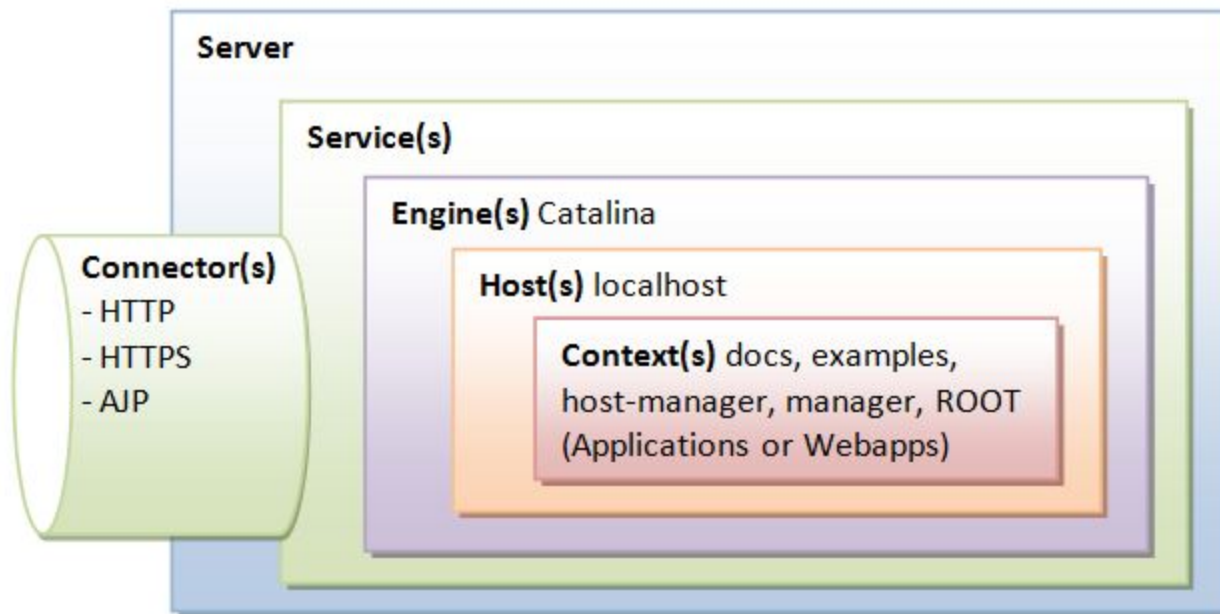 Server
Service(s)
Engine(s) Catalina
Connector(s)
- HTTP
- HTTPS
- AJP
Host(s) localhost
Context(s) docs, examples,
host-manager, manager, ROOT
(Applications or Webapps)